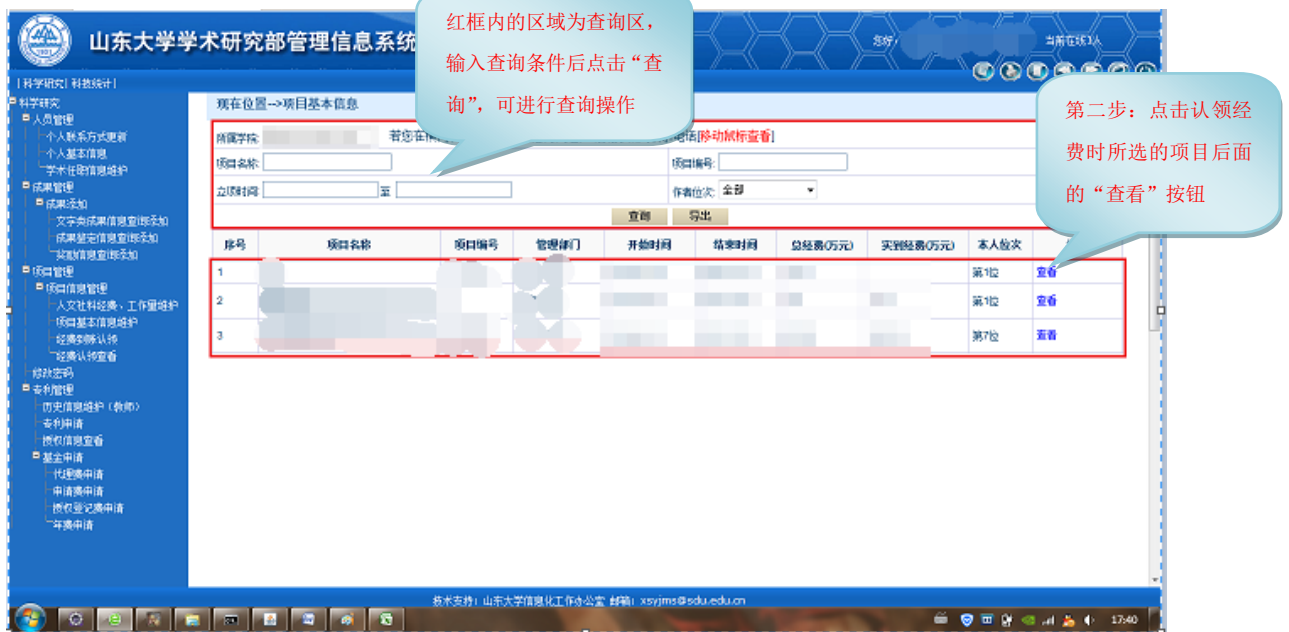 红框内的区域为查询区，
输入查询条件后点击“查
询”，可进行查询操作
山东大学学术研究部管理信息系统
您好，
当前在线1人
|科学研究|科技统计|
第二步：点击认领经
费时所选的项目后面
的“查看”按钮
科学研究
人员管理
个人联系方式更新
个人基本信息
学术任职信息维护
成果管理
成果添加
文字类成果信息查询添加
成果鉴定信息查询添加
奖励信息查询添加
项目管理
项目信息管理
人文社科经费、工作量维护
项目基本信息维护
经费到账认领
经费认领查看
修改密码
专利管理
历史信息维护（教师）
专利申请
授权信息查看
基金申请
代理费申请
申请费申请
授权登记费申请
年费申请
现在位置-->项目基本信息
所属学院:
若您在
电话[移动鼠标查看]
项目名称:
项目编号:
立项时间:
至
作者位次: 全部
查询 导出
序号 项目名称 项目编号 管理部门 开始时间 结束时间 总经费(万元) 实到经费(万元) 本人位次
1 第1位 查看
2 第1位 查看
3 第7位 查看
技术支持：山东大学信息化工作办公室 邮箱：xsyjms@sdu.edu.cn
17:40